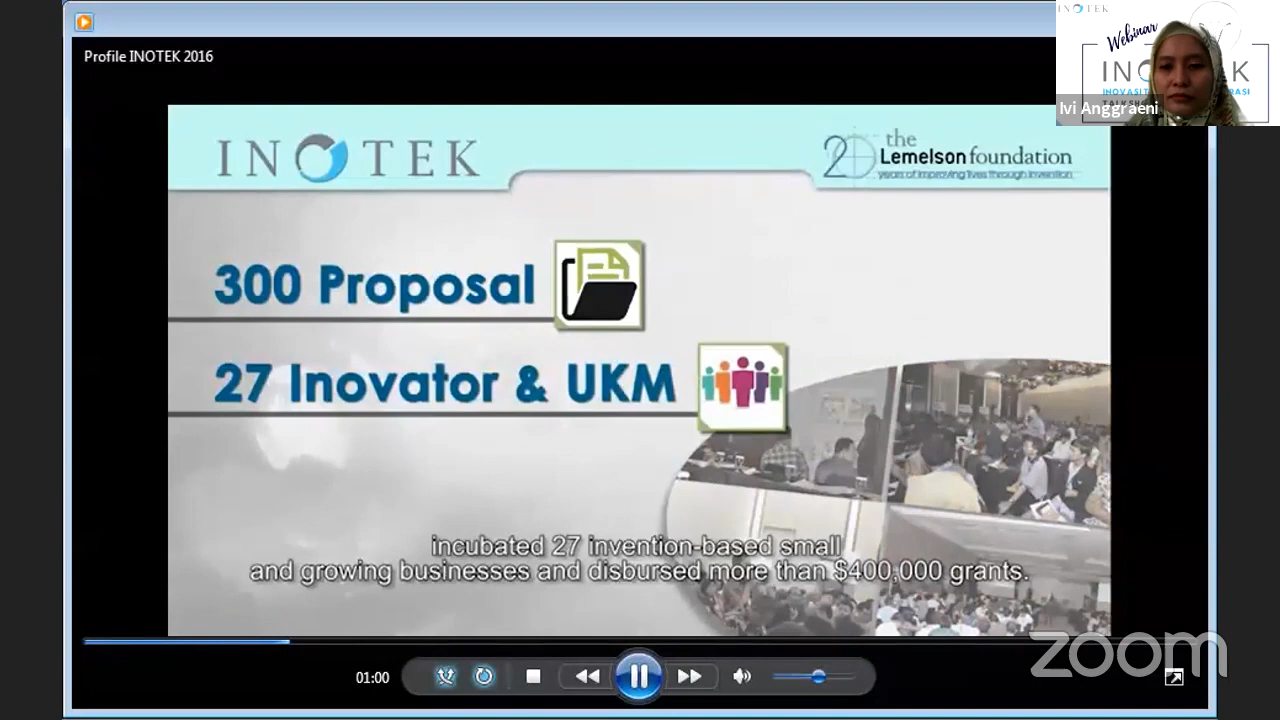 Profile INOTEK 2016
INOTEK
Webinar
INOTEK
Ivi Anggraeni
INOTEK
20 the
Lemelson foundation
years of improving lives through invention
300 Proposal
27 Inovator & UKM
incubated 27 invention-based small
and growing businesses and disbursed more than $400,000 grants.
zoom
01:00